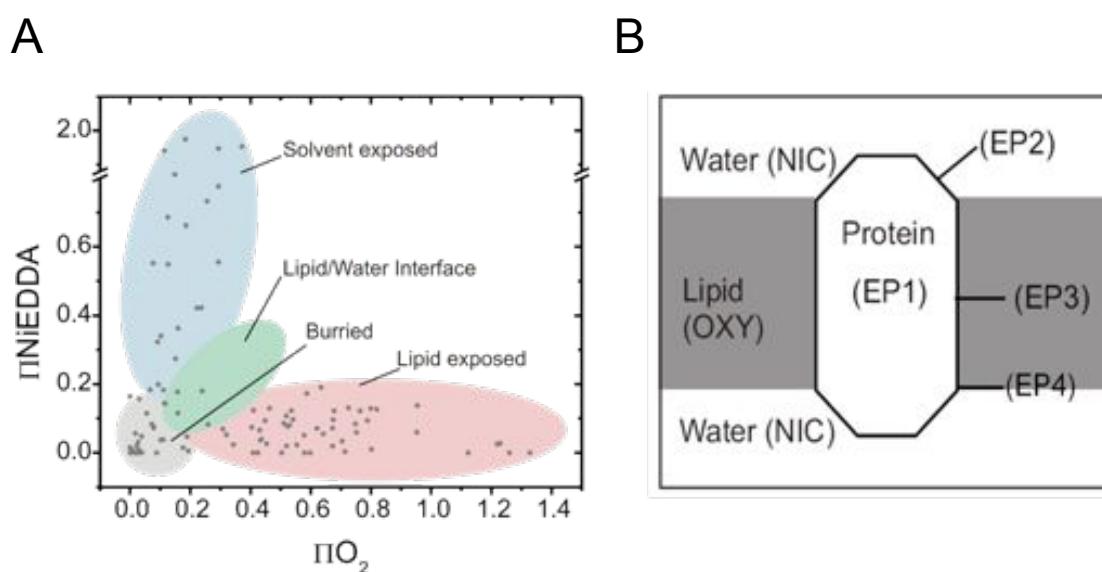 A
B
2.0
0.6
0.4
0.2
0.0
ΠNiEDDA
Solvent exposed
Lipid/Water Interface
Burried
Lipid exposed
0.0 0.2 0.4 0.6 0.8 1.0 1.2 1.4
ΠO₂
Water (NIC)
(EP2)
Protein
(EP1)
Lipid
(OXY)
(EP3)
(EP4)
Water (NIC)